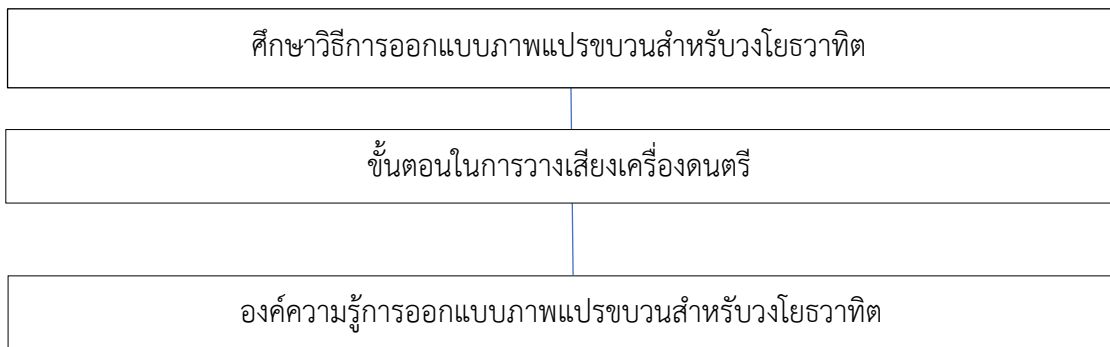 ศึกษาวิธีการออกแบบภาพแปรขบวนสำหรับวงโยธวาทิต
ขั้นตอนในการวางเสียงเครื่องดนตรี
องค์ความรู้การออกแบบภาพแปรขบวนสำหรับวงโยธวาทิต